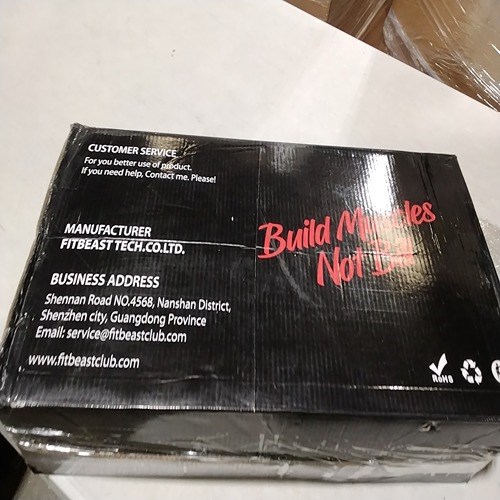 CUSTOMER SERVICE
For you better use of product.
If you need help, Contact me. Please!
MANUFACTURER
FITBEAST TECH.CO.LTD.
BUSINESS ADDRESS
Shennan Road NO.4568, Nanshan District,
Shenzhen city, Guangdong Province
Email: service@fitbeastclub.com
www.fitbeastclub.com
Build Muscles
Not
RoHS